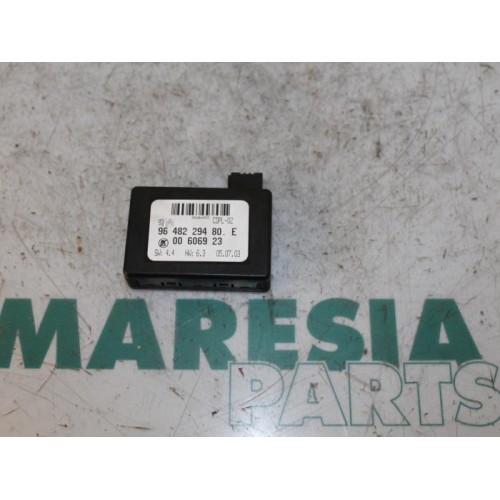 CDPL-02
96 482 294 80. E
00 6069 23
SW: 4.4 HW: 6.3 05.07.03
MARESIA
PARTS